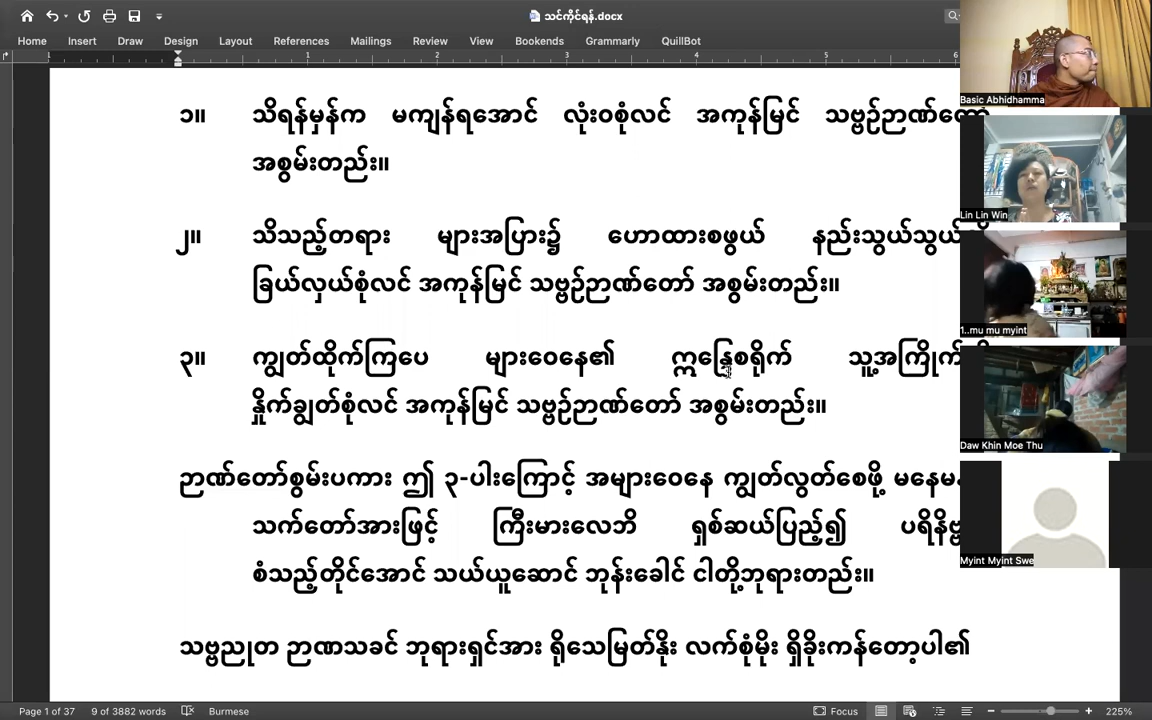 သင်ကိုင်ရန်.docx
Home Insert Draw Design Layout References Mailings Review View Bookends Grammarly QuillBot
1 1 2 3 4 5 6
၁။ သိရန်မှန်က မကျန်ရအောင် လုံးဝစုံလင် အကုန်မြင် သဗ္ဗဉ်ဉာဏ်တော်
အစွမ်းတည်း။
၂။ သိသည့်တရား များအပြား၌ ဟောထားစဖွယ် နည်းသွယ်သွယ်
ခြယ်လှယ်စုံလင် အကုန်မြင် သဗ္ဗဉ်ဉာဏ်တော် အစွမ်းတည်း။
၃။ ကျွတ်ထိုက်ကြပေ များဝေနေ၏ ဣန္ဒြေစရိုက် သူ့အကြိုက်
နှိုက်ချွတ်စုံလင် အကုန်မြင် သဗ္ဗဉ်ဉာဏ်တော် အစွမ်းတည်း။
ဉာဏ်တော်စွမ်းပကား ဤ ၃-ပါးကြောင့် အများဝေနေ ကျွတ်လွတ်စေဖို့
သက်တော်အားဖြင့် ကြီးမားလေဘိ ရှစ်ဆယ်ပြည့်၍
စံသည့်တိုင်အောင် သယ်ယူဆောင် ဘုန်းခေါင် ငါတို့ဘုရားတည်း။
သဗ္ဗညုတ ဉာဏသခင် ဘုရားရှင်အား ရိုသေမြတ်နိုး လက်စုံမိုး ရှိခိုးကန်တော့ပါ၏
Basic Abhidhamma
Lin Lin Win
1..mu mu myint
Daw Khin Moe Thu
Myint Myint Swe
Page 1 of 37 9 of 3882 words Burmese Focus 225%